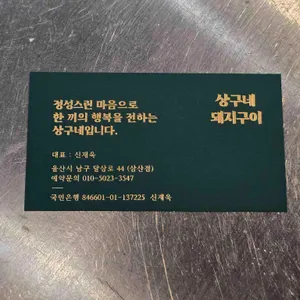 정성스런 마음으로
한 끼의 행복을 전하는
상구네입니다.
상구네
돼지구이
대표 : 신재욱
울산시 남구 달삼로 44 (삼산점)
예약문의 010-5023-3547
국민은행 846601-01-137225 신재욱